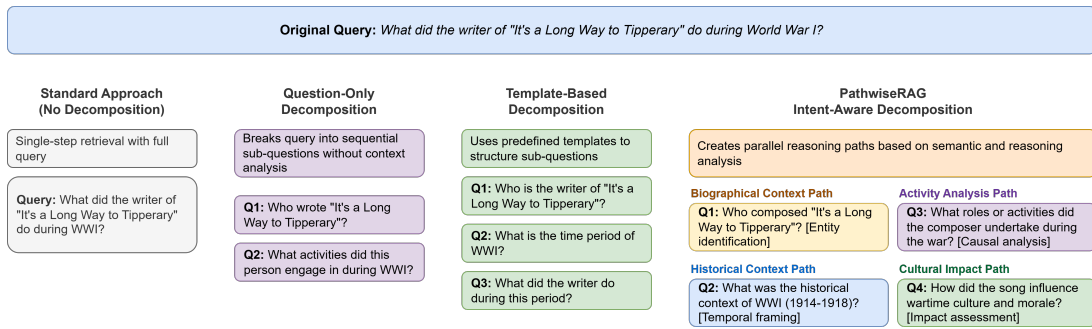 Original Query: What did the writer of "It's a Long Way to Tipperary" do during World War I?
Standard Approach
(No Decomposition)
Single-step retrieval with full
query
Query: What did the writer of
"It's a Long Way to Tipperary"
do during WWI?
Question-Only
Decomposition
Breaks query into sequential
sub-questions without context
analysis
Q1: Who wrote "It's a Long
Way to Tipperary"?
Q2: What activities did this
person engage in during WWI?
Template-Based
Decomposition
Uses predefined templates to
structure sub-questions
Q1: Who is the writer of "It's a
Long Way to Tipperary"?
Q2: What is the time period of
WWI?
Q3: What did the writer do
during this period?
PathwiseRAG
Intent-Aware Decomposition
Creates parallel reasoning paths based on semantic and reasoning
analysis
Biographical Context Path
Q1: Who composed "It's a Long
Way to Tipperary"? [Entity
identification]
Activity Analysis Path
Q3: What roles or activities did
the composer undertake during
the war? [Causal analysis]
Historical Context Path
Q2: What was the historical
context of WWI (1914-1918)?
[Temporal framing]
Cultural Impact Path
Q4: How did the song influence
wartime culture and morale?
[Impact assessment]